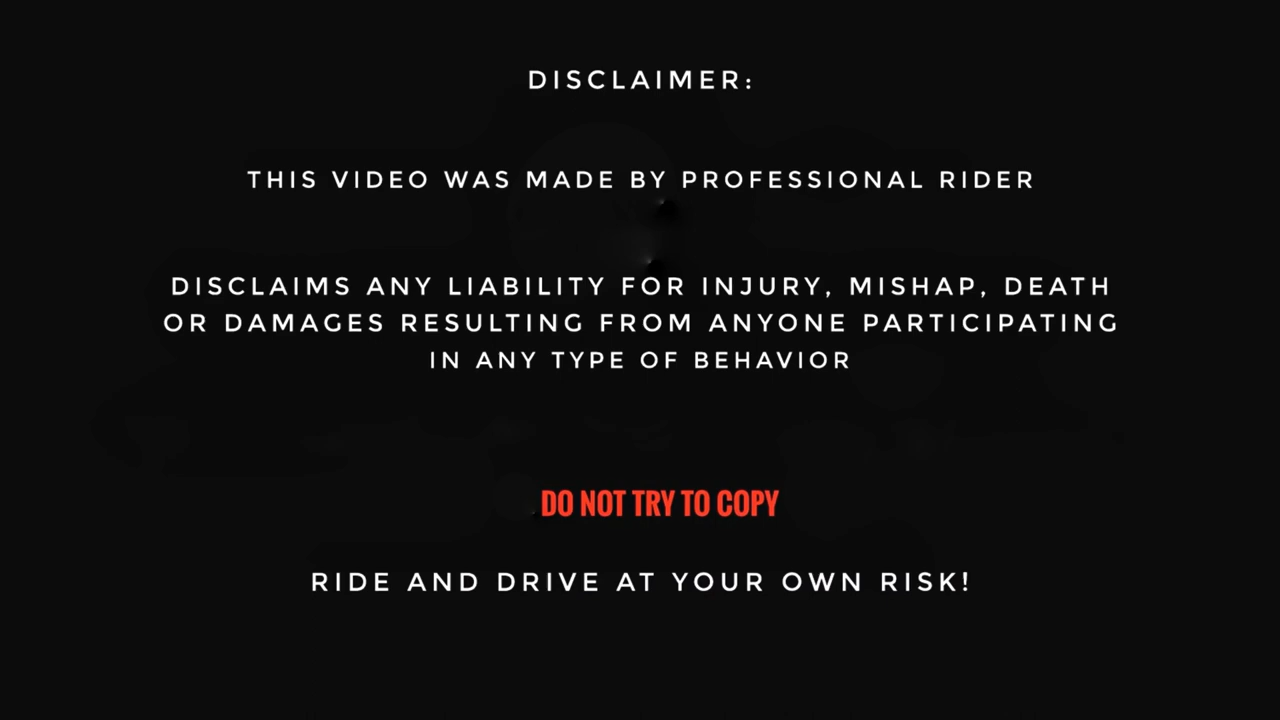 DISCLAIMER:
THIS VIDEO WAS MADE BY PROFESSIONAL RIDER
DISCLAIMS ANY LIABILITY FOR INJURY, MISHAP, DEATH
OR DAMAGES RESULTING FROM ANYONE PARTICIPATING
IN ANY TYPE OF BEHAVIOR
DO NOT TRY TO COPY
RIDE AND DRIVE AT YOUR OWN RISK!